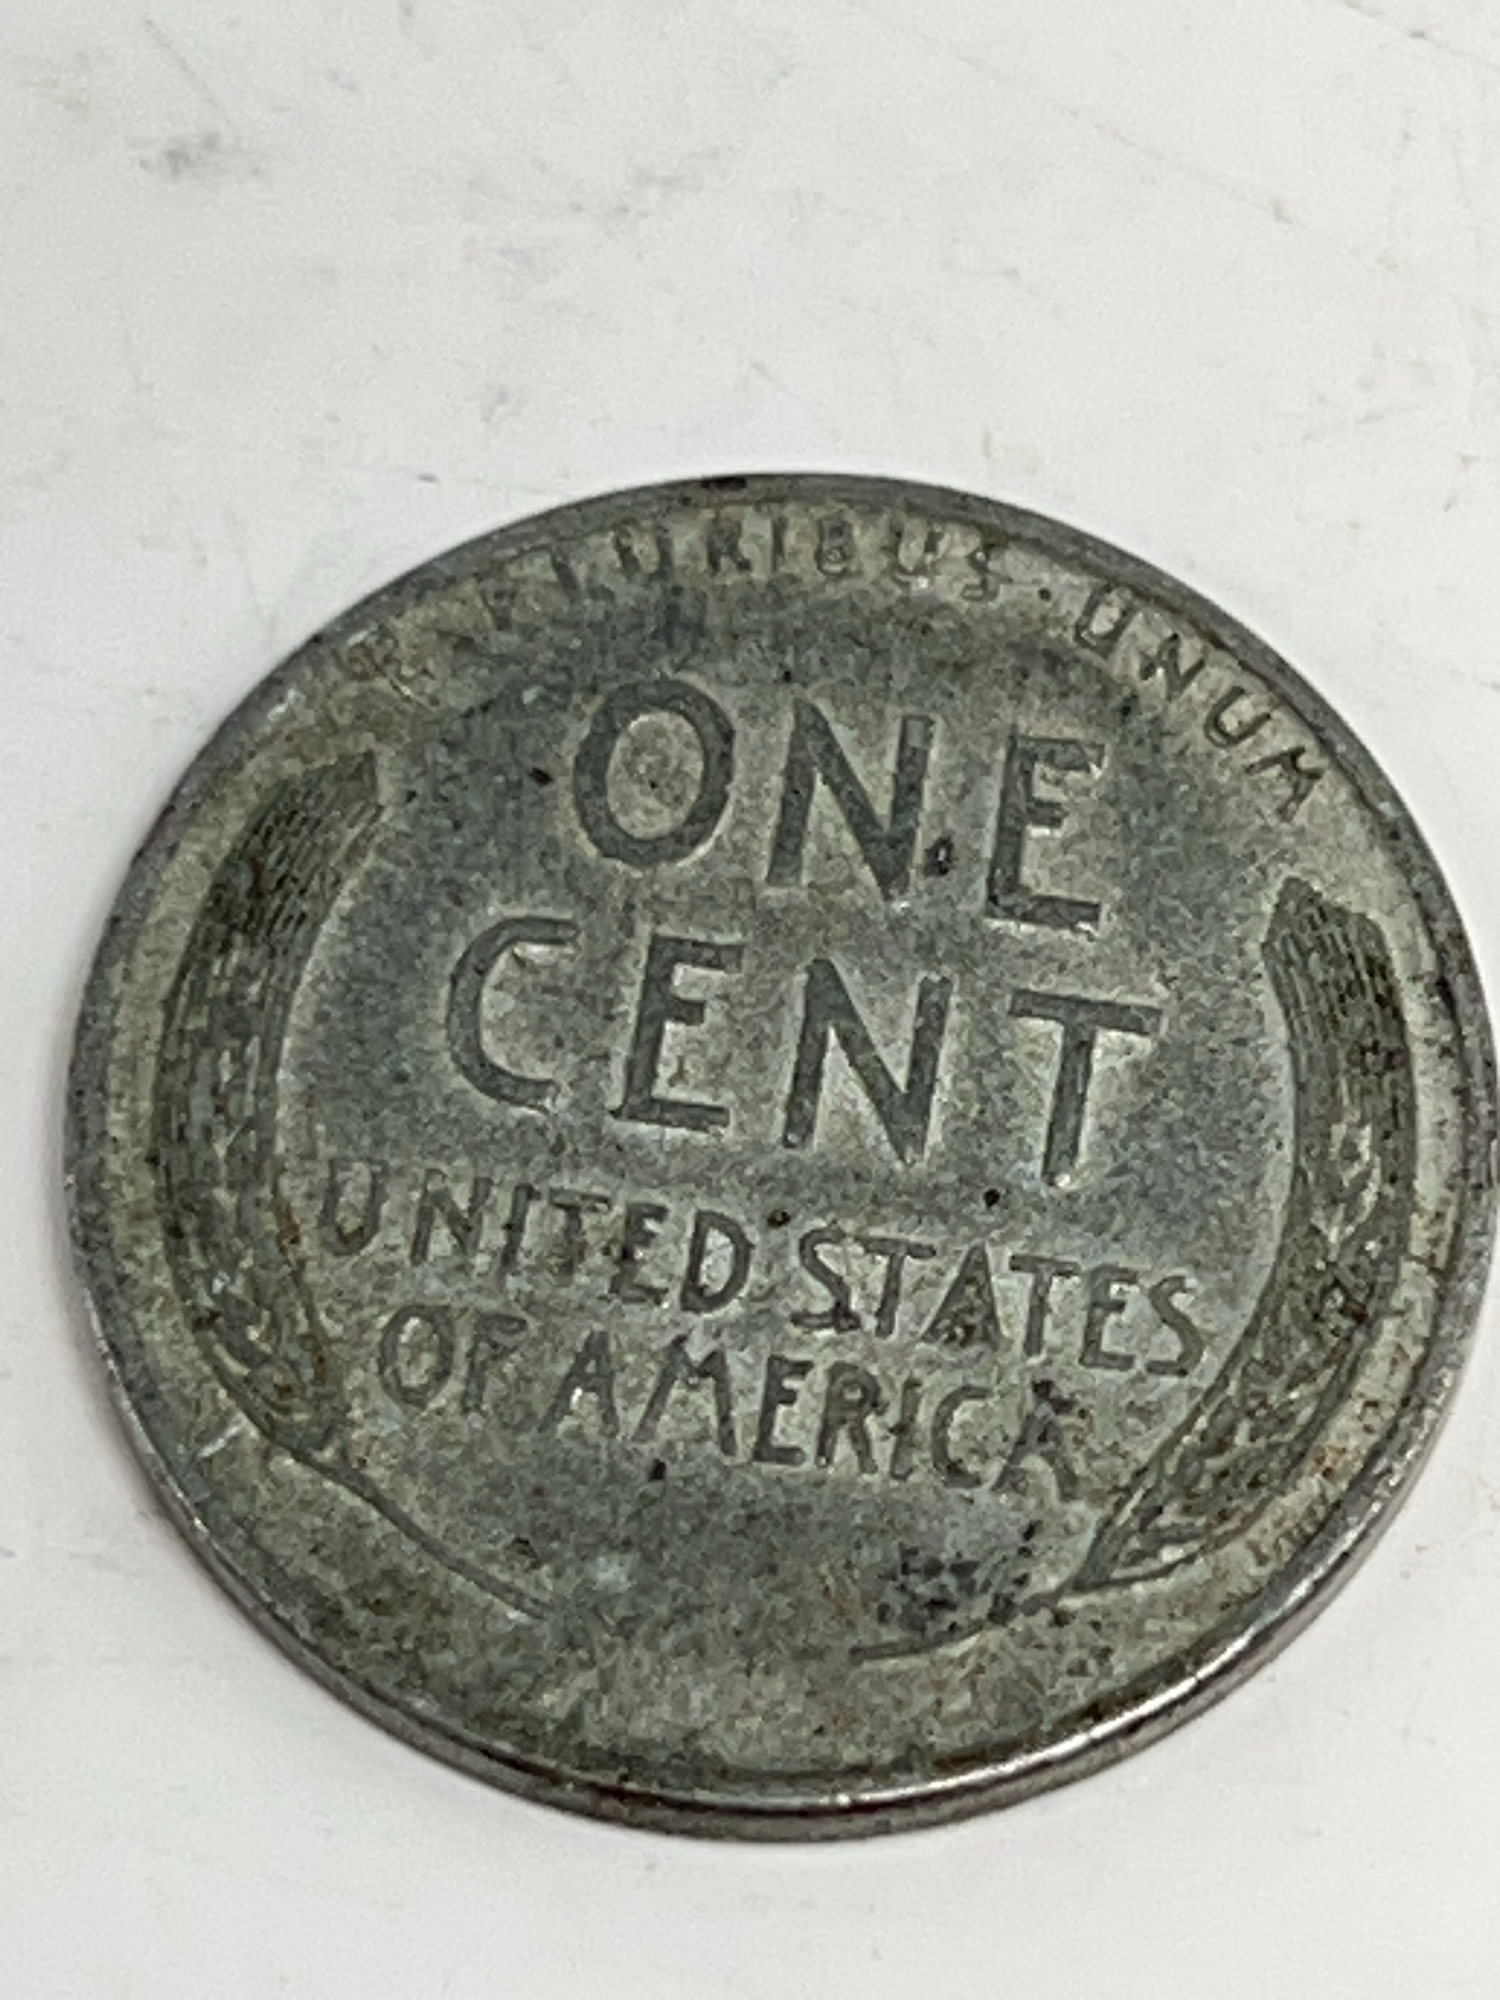 E·PLURIBUS·UNUM
ONE
CENT
UNITED STATES
OF AMERICA